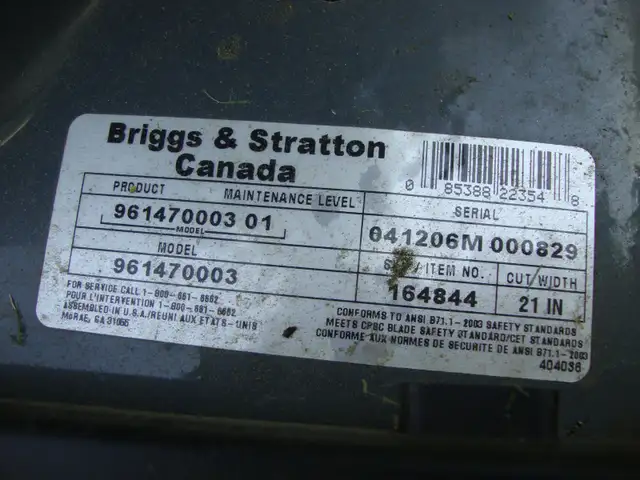 Briggs & Stratton
Canada
0 85388 22354 8
PRODUCT MAINTENANCE LEVEL
961470003 01
MODEL
SERIAL
041206M 000829
MODEL
961470003
ITEM NO.
164844
CUT WIDTH
21 IN
FOR SERVICE CALL 1-800-661-6662
POUR L'INTERVENTION 1-800-661-6662
ASSEMBLED IN U.S.A./REUNI AUX ETATS-UNIS
McRAE, GA 31055
CONFORMS TO ANSI B71.1-2003 SAFETY STANDARDS
MEETS CPSC BLADE SAFETY STANDARD/CET STANDARDS
CONFORME AUX NORMES DE SECURITE DE ANSI B71.1-2003
404036